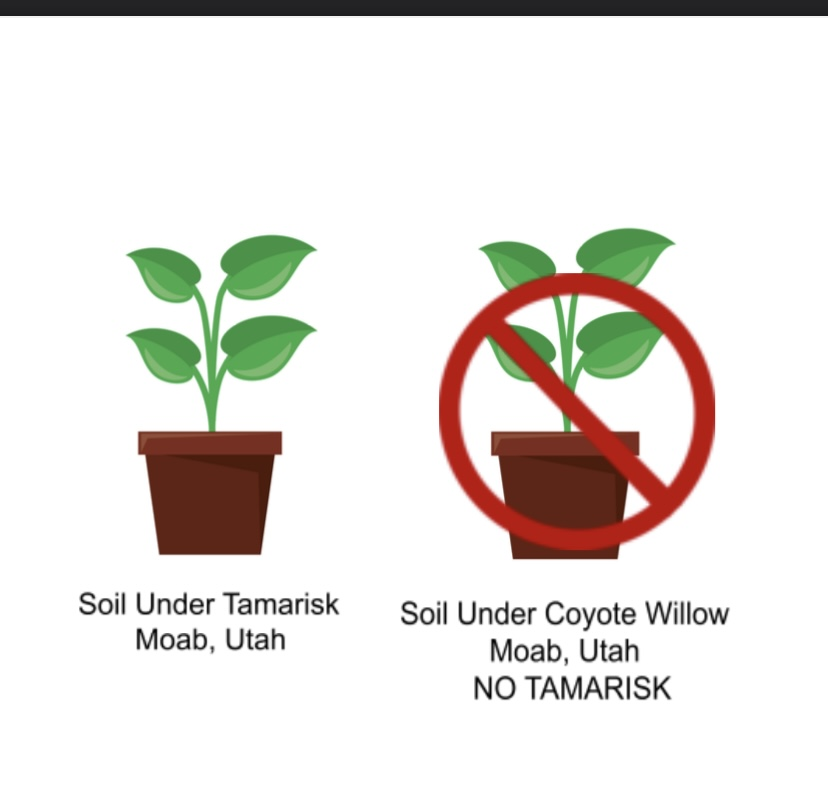 Soil Under Tamarisk
Moab, Utah
Soil Under Coyote Willow
Moab, Utah
NO TAMARISK